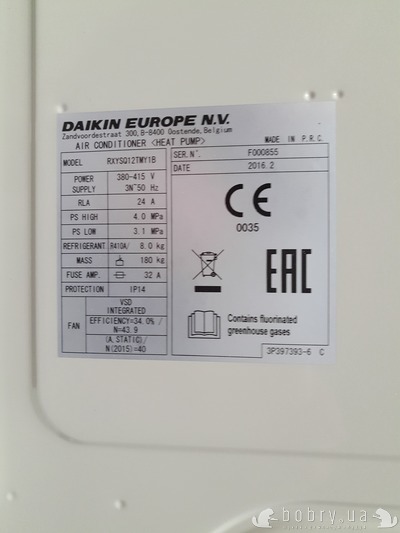 DAIKIN EUROPE N.V.
Zandvoordestraat 300, B-8400 Oostende, Belgium
AIR CONDITIONER <HEAT PUMP> MADE IN P.R.C.
MODEL RXYSQ12TMY1B
POWER SUPPLY 380-415 V 3N~50 Hz
RLA 24 A
PS HIGH 4.0 MPa
PS LOW 3.1 MPa
REFRIGERANT R410A/ 8.0 kg
MASS 180 kg
FUSE AMP. 32 A
PROTECTION IP14
FAN
VSD
INTEGRATED
EFFICIENCY=34.0%/
N=43.9
(A, STATIC)/
N(2015)=40
SER.N°. F000855
DATE 2016.2
CE
0035
EAC
Contains fluorinated
greenhouse gases
3P397393-6 C
bobry.ua